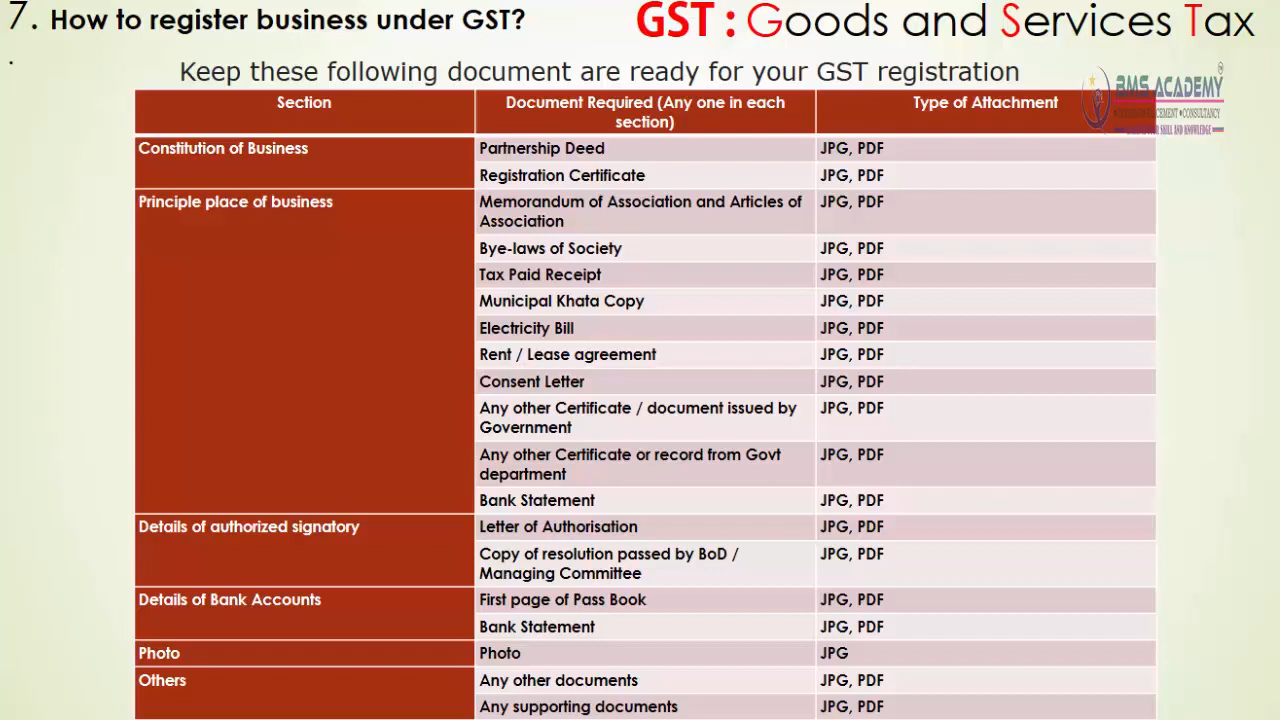 7. How to register business under GST?
GST : Goods and Services Tax
.
Keep these following document are ready for your GST registration
BMS ACADEMY
Section
Document Required (Any one in each
section)
Type of Attachment
Constitution of Business
Partnership Deed
JPG, PDF
Registration Certificate
JPG, PDF
Principle place of business
Memorandum of Association and Articles of
Association
JPG, PDF
Bye-laws of Society
JPG, PDF
Tax Paid Receipt
JPG, PDF
Municipal Khata Copy
JPG, PDF
Electricity Bill
JPG, PDF
Rent / Lease agreement
JPG, PDF
Consent Letter
JPG, PDF
Any other Certificate / document issued by
Government
JPG, PDF
Any other Certificate or record from Govt
department
JPG, PDF
Bank Statement
JPG, PDF
Details of authorized signatory
Letter of Authorisation
JPG, PDF
Copy of resolution passed by BoD /
Managing Committee
JPG, PDF
Details of Bank Accounts
First page of Pass Book
JPG, PDF
Bank Statement
JPG, PDF
Photo
Photo
JPG
Others
Any other documents
JPG, PDF
Any supporting documents
JPG, PDF